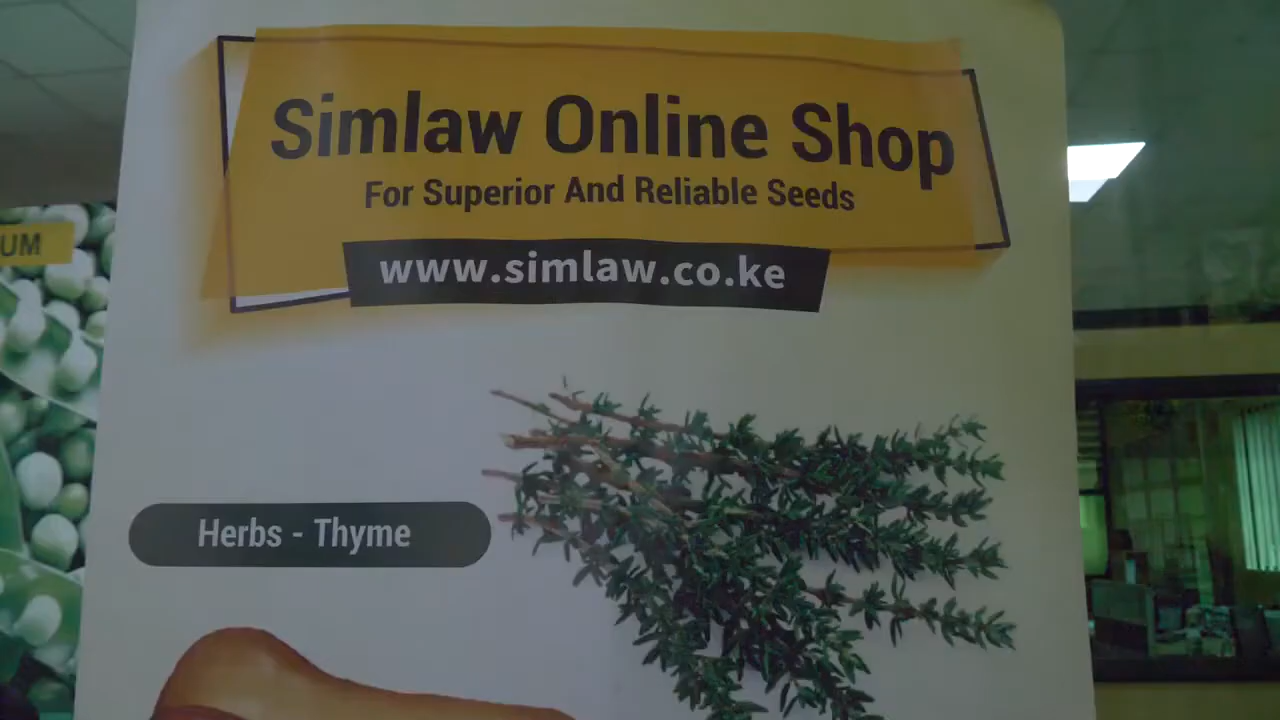 Simlaw Online Shop
For Superior And Reliable Seeds
www.simlaw.co.ke
UM
Herbs - Thyme